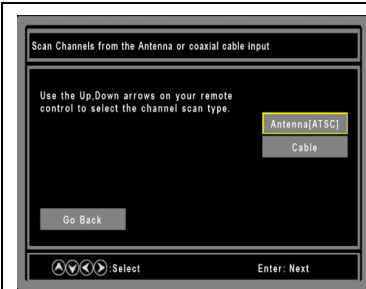 Scan Channels from the Antenna or coaxial cable input
Use the Up,Down arrows on your remote
control to select the channel scan type.
Antenna[ATSC]
Cable
Go Back
:Select
Enter: Next